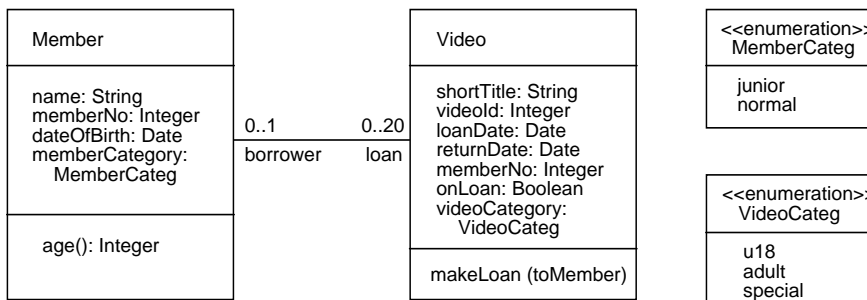 Member
name: String
memberNo: Integer
dateOfBirth: Date
memberCategory:
MemberCateg
age(): Integer
0..1
borrower
0..20
loan
Video
shortTitle: String
videoId: Integer
loanDate: Date
returnDate: Date
memberNo: Integer
onLoan: Boolean
videoCategory:
VideoCateg
makeLoan (toMember)
<<enumeration>>
MemberCateg
junior
normal
<<enumeration>>
VideoCateg
u18
adult
special